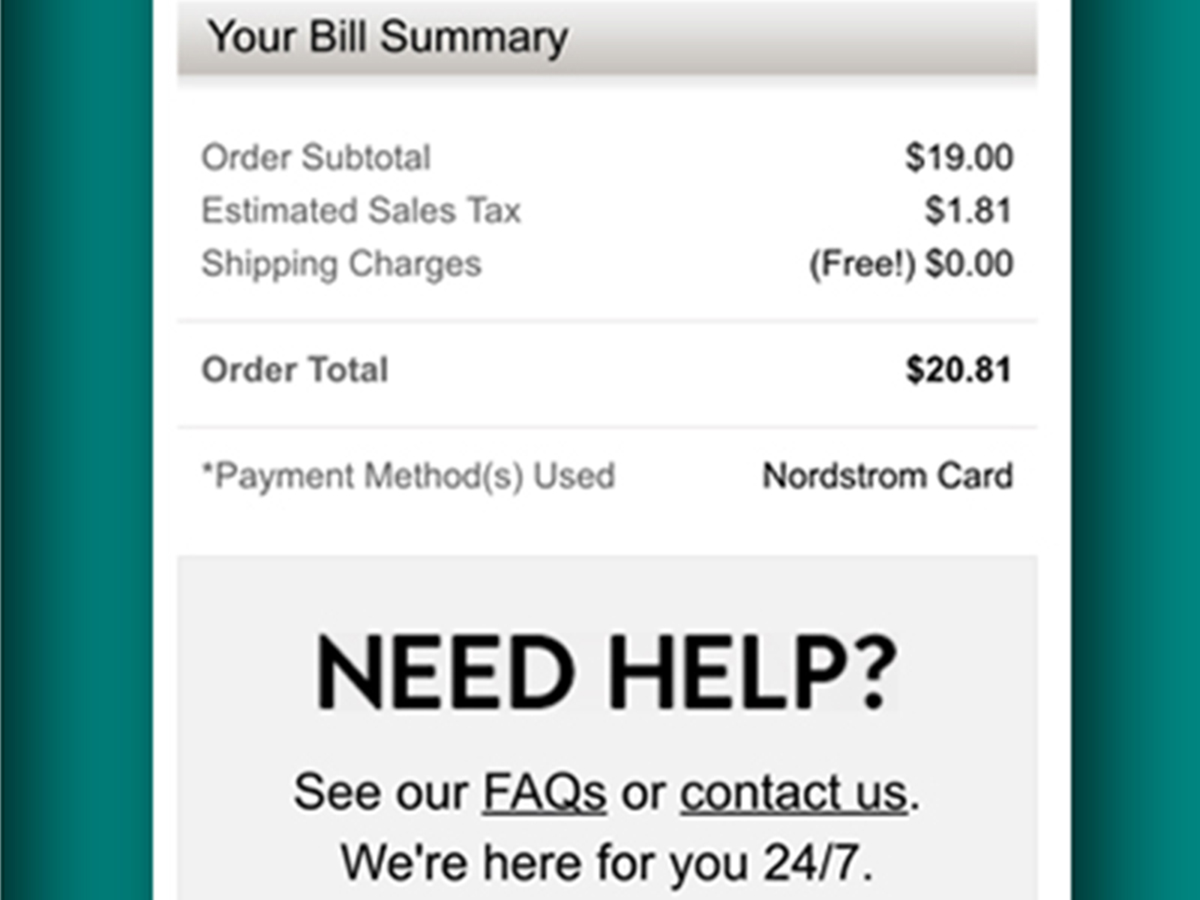 Your Bill Summary
Order Subtotal $19.00
Estimated Sales Tax $1.81
Shipping Charges (Free!) $0.00
Order Total $20.81
*Payment Method(s) Used Nordstrom Card
NEED HELP?
See our FAQs or contact us.
We're here for you 24/7.